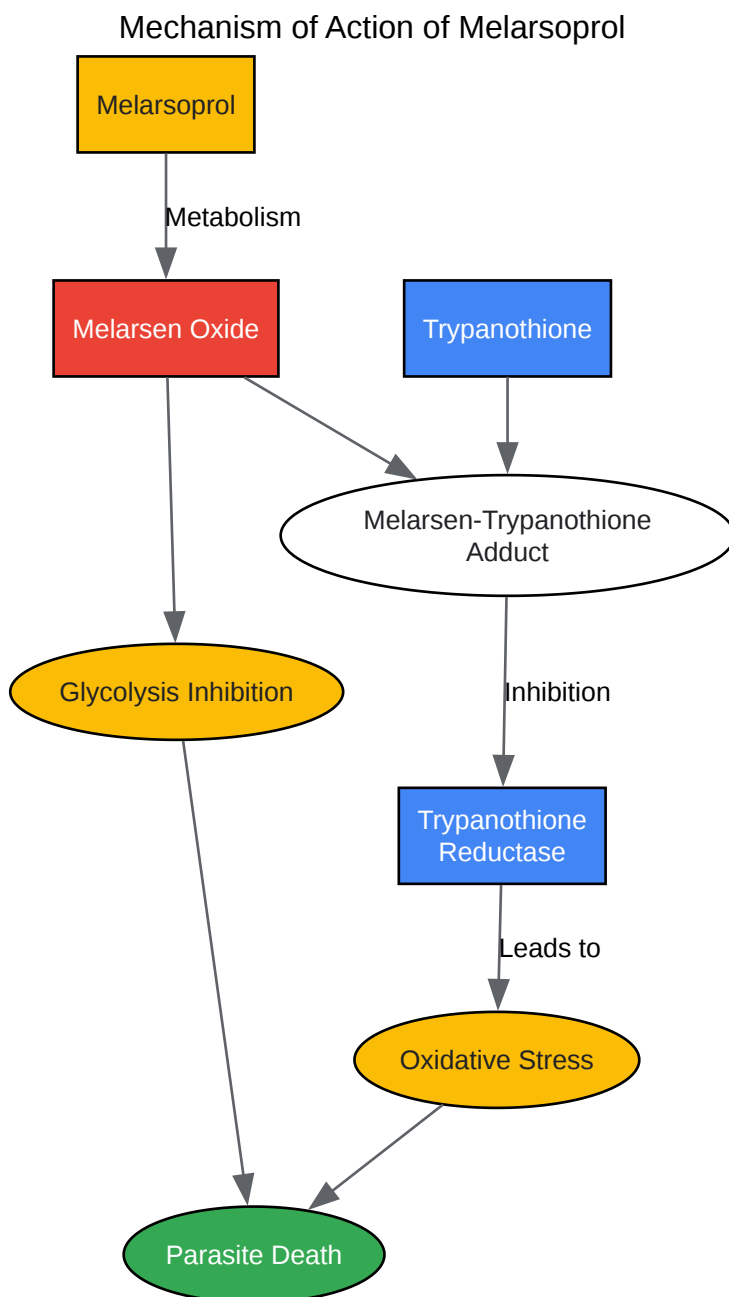 Mechanism of Action of Melarsoprol
Melarsoprol
Metabolism
Melarsen Oxide
Trypanothione
Melarsen-Trypanothione
Adduct
Glycolysis Inhibition
Inhibition
Trypanothione
Reductase
Leads to
Oxidative Stress
Parasite Death